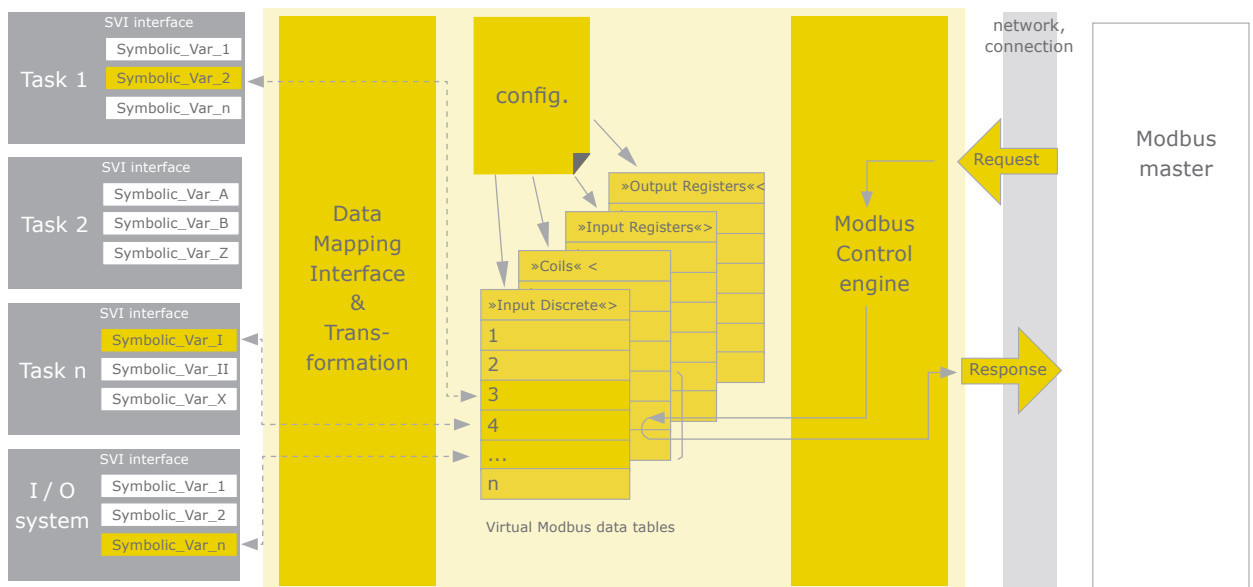 SVI interface
Task 1
Symbolic_Var_1
Symbolic_Var_2
Symbolic_Var_n
SVI interface
Task 2
Symbolic_Var_A
Symbolic_Var_B
Symbolic_Var_Z
SVI interface
Task n
Symbolic_Var_I
Symbolic_Var_II
Symbolic_Var_X
SVI interface
I / O
system
Symbolic_Var_1
Symbolic_Var_2
Symbolic_Var_n
Data
Mapping
Interface
&
Trans-
formation
config.
»Output Registers«<
»Input Registers<>
»Coils« <
»Input Discrete«>
1
2
3
4
...
n
Virtual Modbus data tables
Modbus
Control
engine
network,
connection
Request
Response
Modbus
master